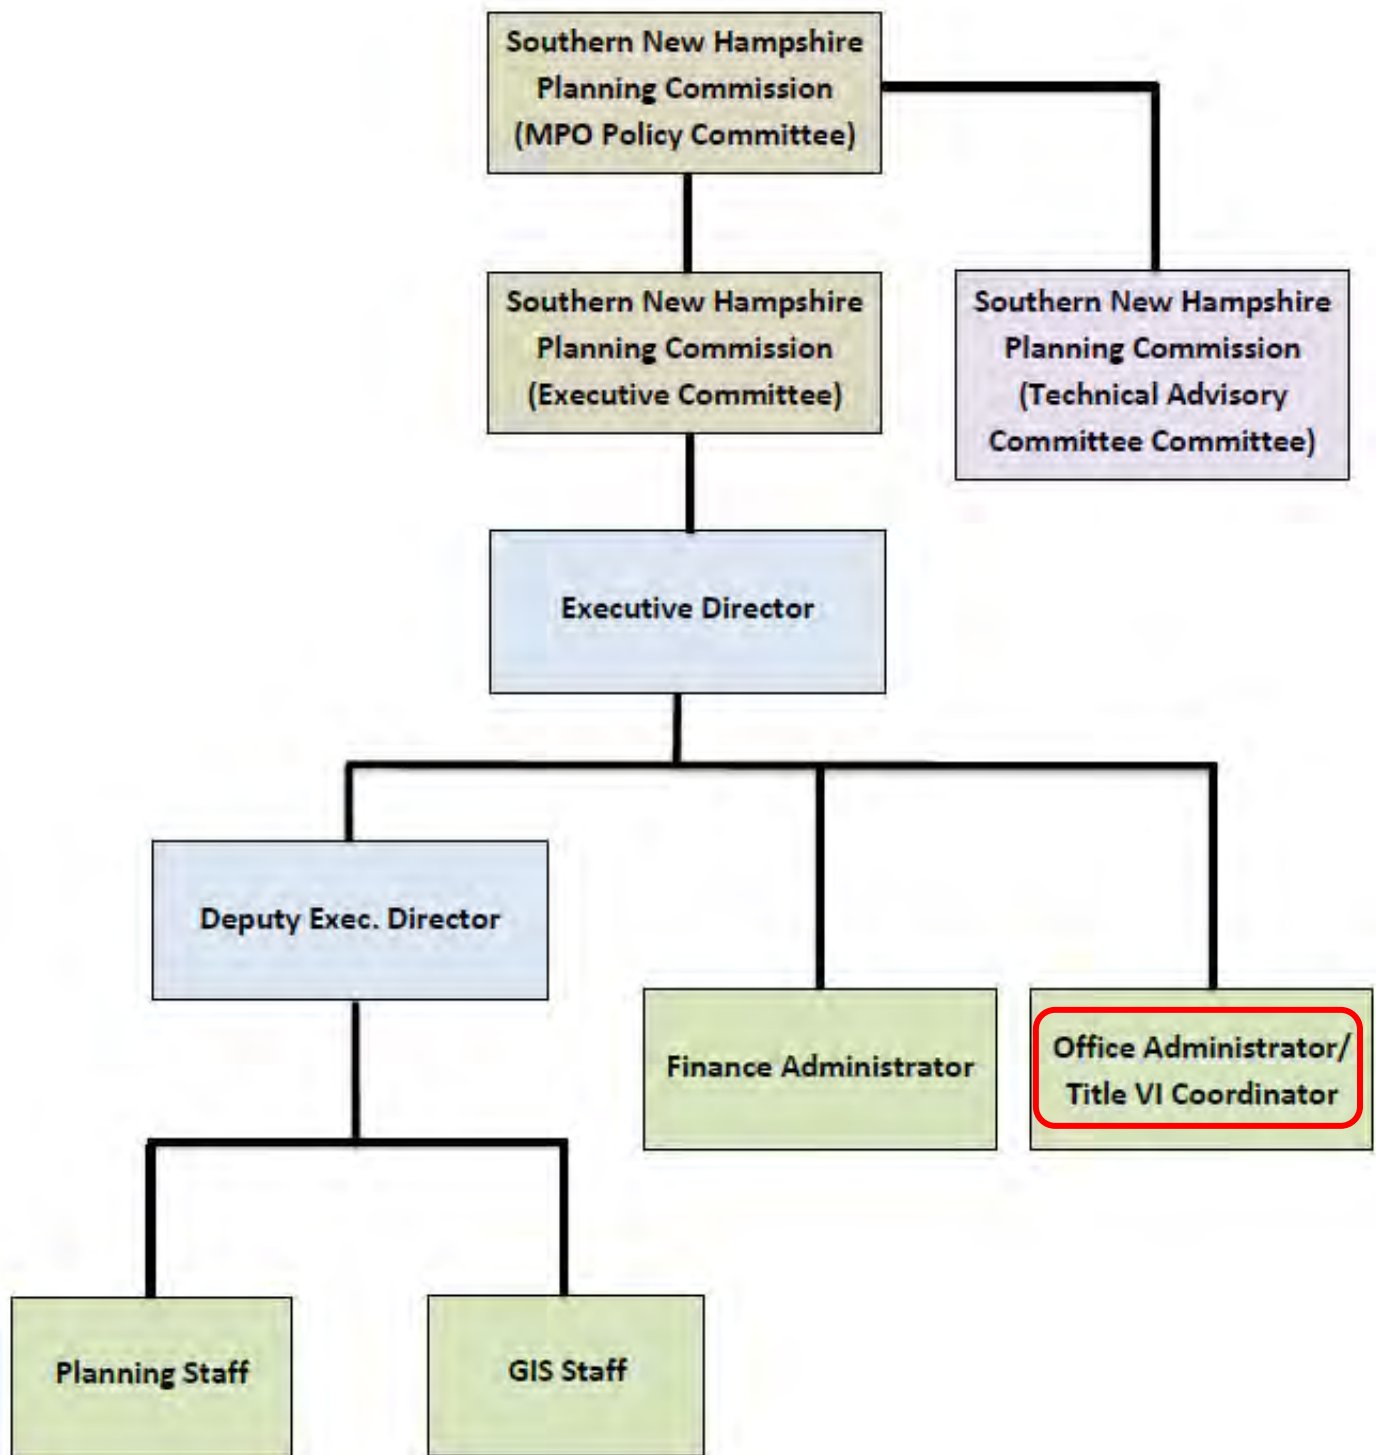 Southern New Hampshire
Planning Commission
(MPO Policy Committee)
Southern New Hampshire
Planning Commission
(Executive Committee)
Southern New Hampshire
Planning Commission
(Technical Advisory
Committee Committee)
Executive Director
Deputy Exec. Director
Finance Administrator
Office Administrator/
Title VI Coordinator
Planning Staff
GIS Staff